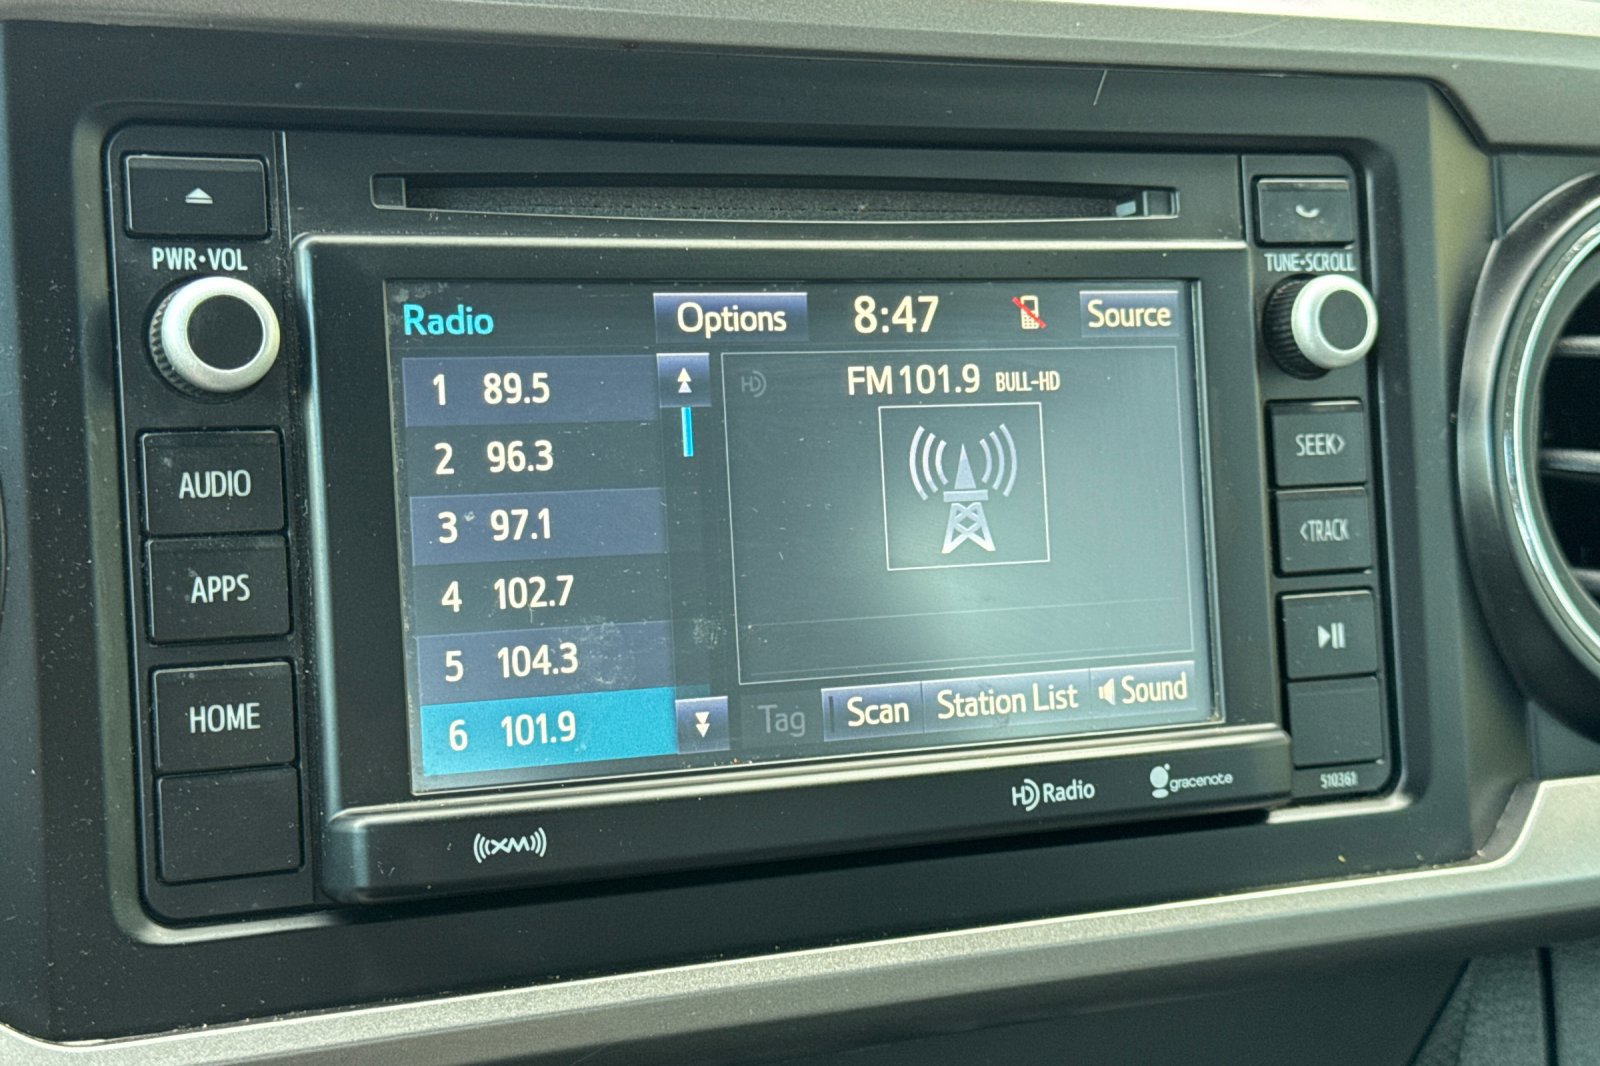 PWR•VOL
AUDIO
APPS
HOME
Radio
Options
8:47
Source
1 89.5
2 96.3
3 97.1
4 102.7
5 104.3
6 101.9
HD
FM 101.9 BULL-HD
Tag
Scan
Station List
Sound
((XM))
HD Radio
gracenote
TUNE•SCROLL
SEEK>
<TRACK
510361